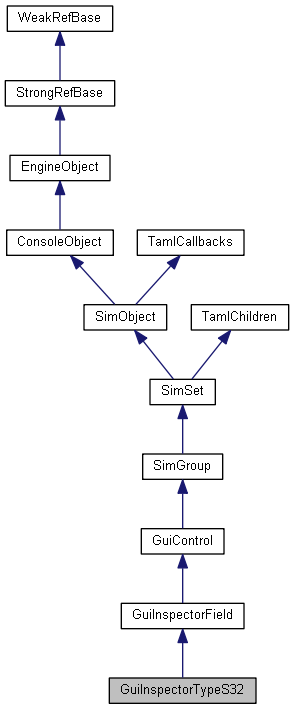 WeakRefBase
StrongRefBase
EngineObject
ConsoleObject
TamlCallbacks
SimObject
TamlChildren
SimSet
SimGroup
GuiControl
GuiInspectorField
GuiInspectorTypeS32